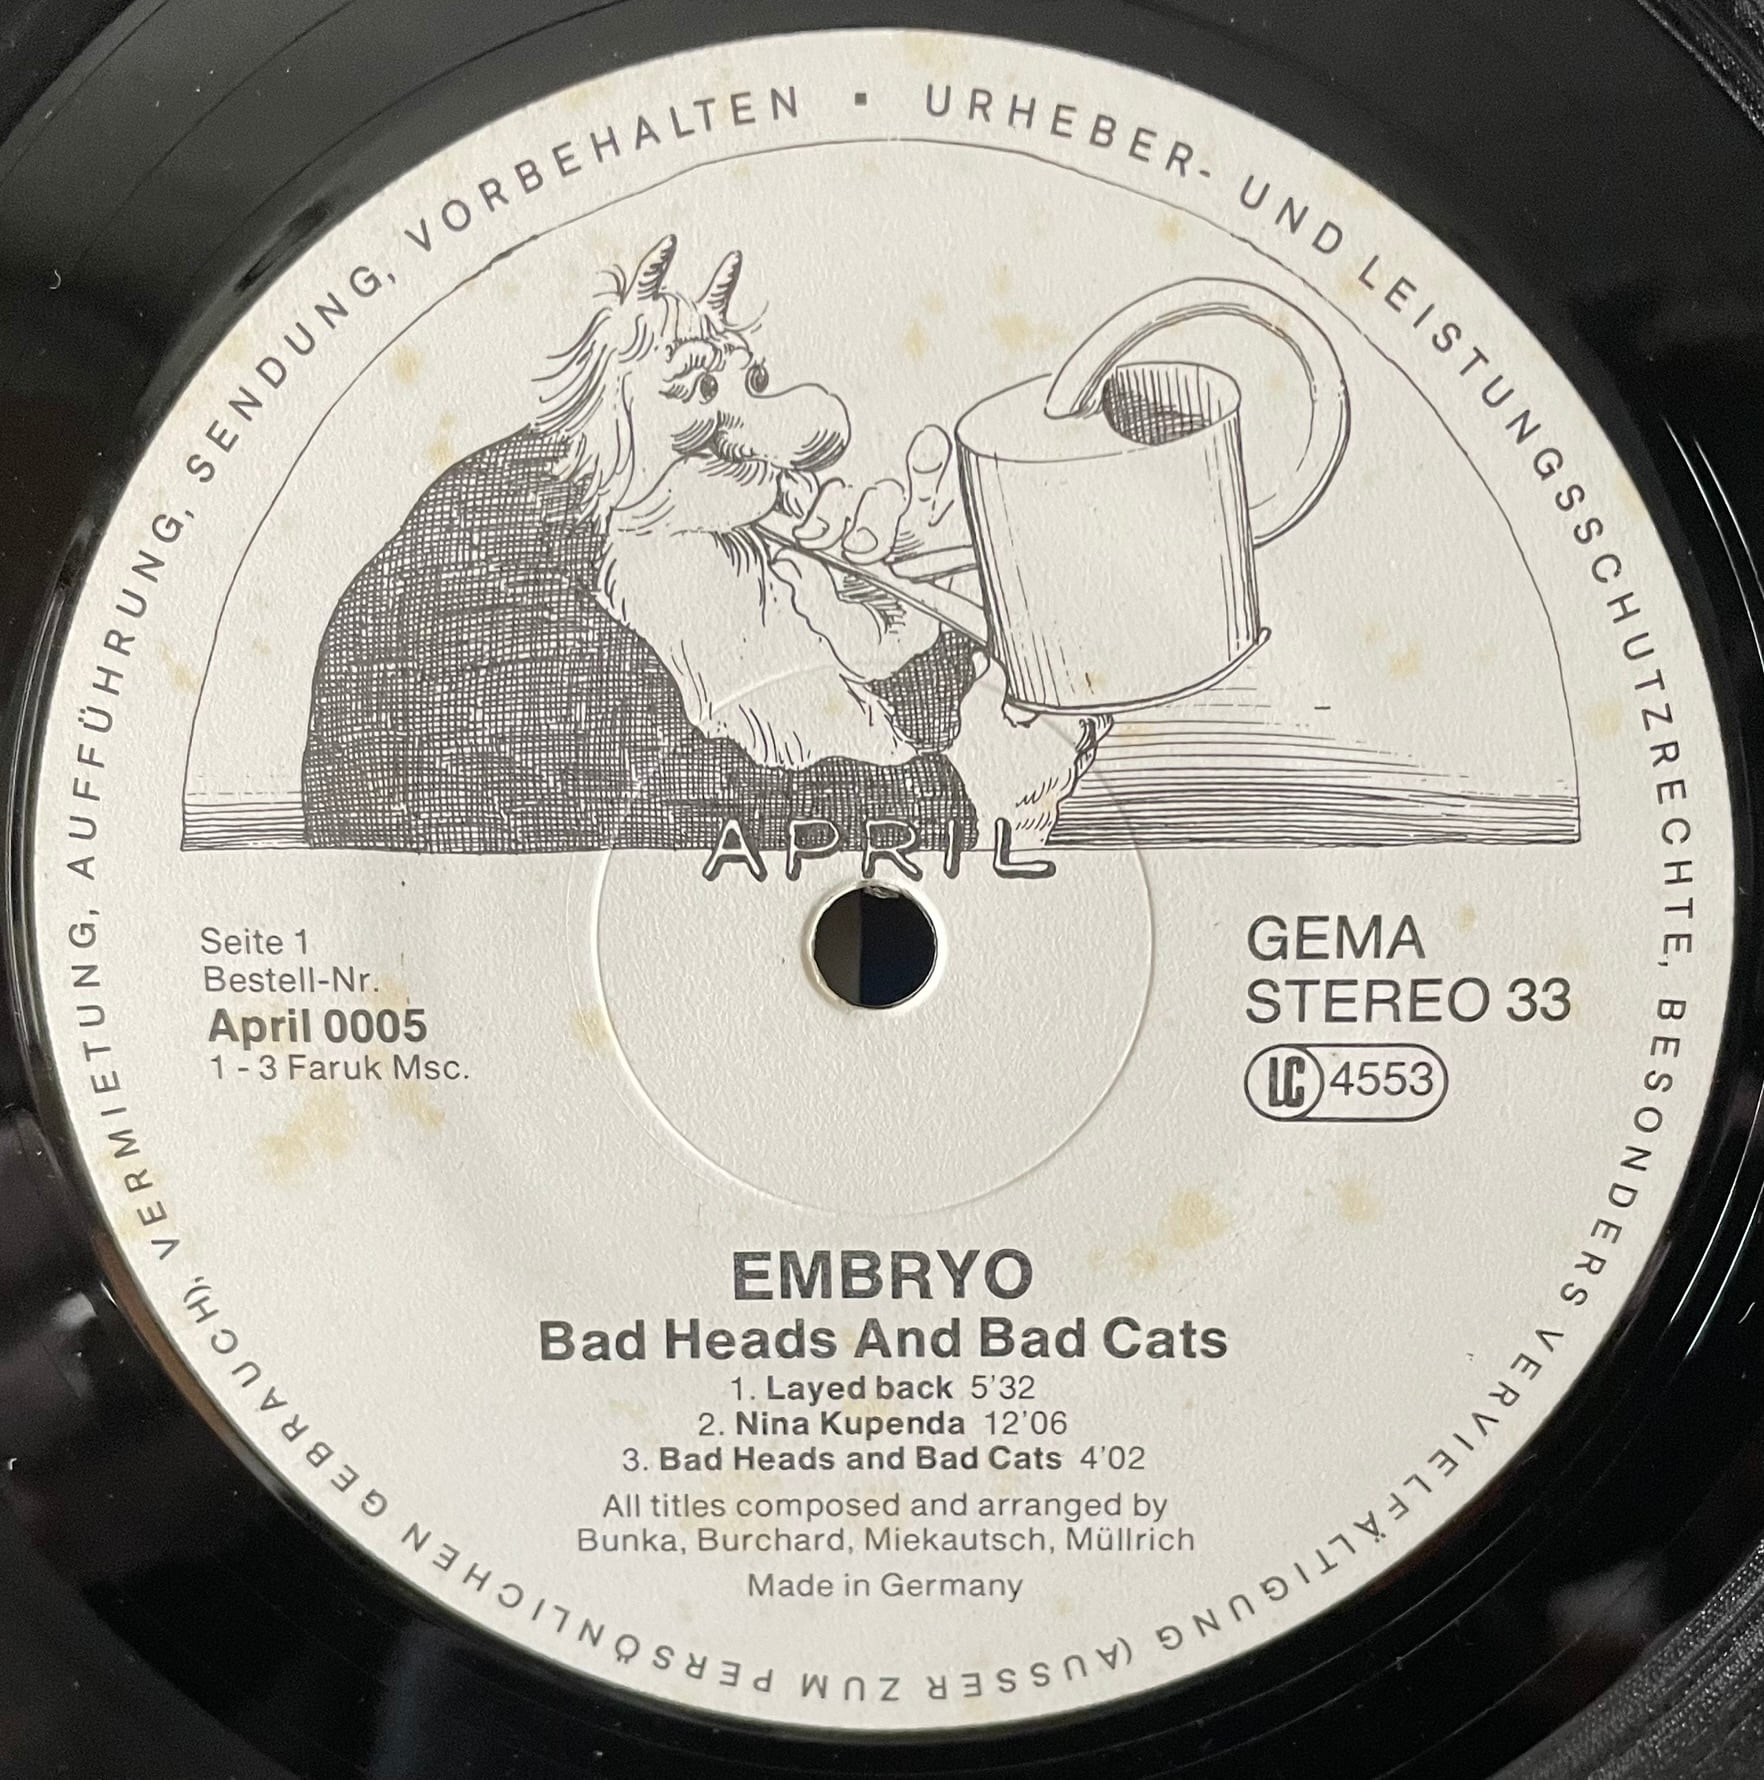 URHEBER- UND LEISTUNGSSCHUTZRECHTE, BESONDERS VERVIELFÄLTIGUNG (AUSSER ZUM PERSÖNLICHEN GEBRAUCH), VERMIETUNG, AUFFÜHRUNG, SENDUNG, VORBEHALTEN ▪
APRIL
Seite 1
Bestell-Nr.
April 0005
1 - 3 Faruk Msc.
GEMA
STEREO 33
LC 4553
EMBRYO
Bad Heads And Bad Cats
1. Layed back 5'32
2. Nina Kupenda 12'06
3. Bad Heads and Bad Cats 4'02
All titles composed and arranged by
Bunka, Burchard, Miekautsch, Müllrich
Made in Germany